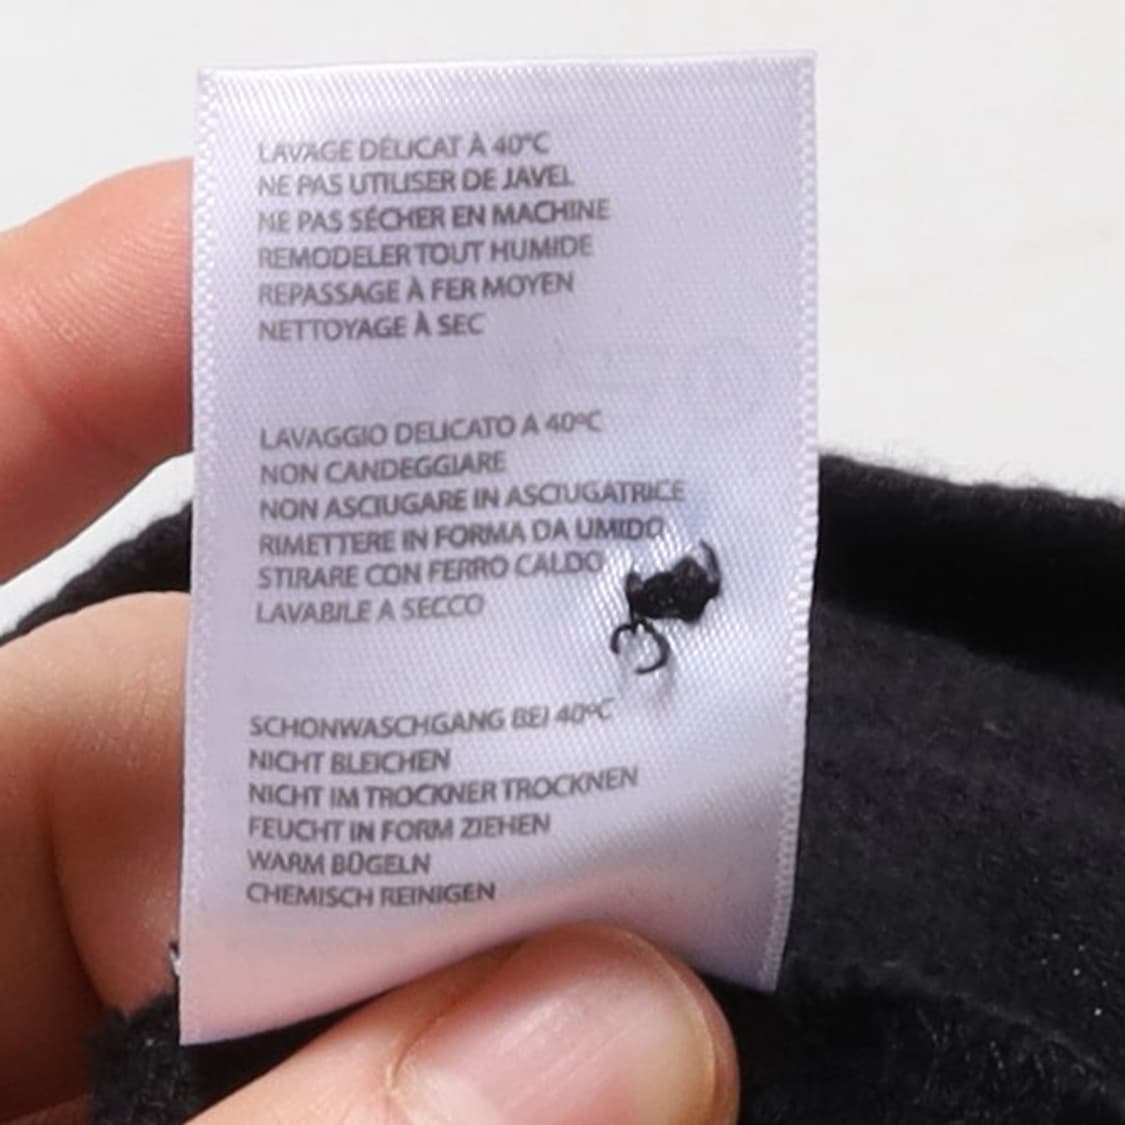 LAVAGE DÉLICAT À 40°C
NE PAS UTILISER DE JAVEL
NE PAS SÉCHER EN MACHINE
REMODELER TOUT HUMIDE
REPASSAGE À FER MOYEN
NETTOYAGE À SEC
LAVAGGIO DELICATO A 40ºC
NON CANDEGGIARE
NON ASCIUGARE IN ASCIUGATRICE
RIMETTERE IN FORMA DA UMIDO
STIRARE CON FERRO CALDO
LAVABILE A SECCO
SCHONWASCHGANG BEI 40ºC
NICHT BLEICHEN
NICHT IM TROCKNER TROCKNEN
FEUCHT IN FORM ZIEHEN
WARM BÜGELN
CHEMISCH REINIGEN